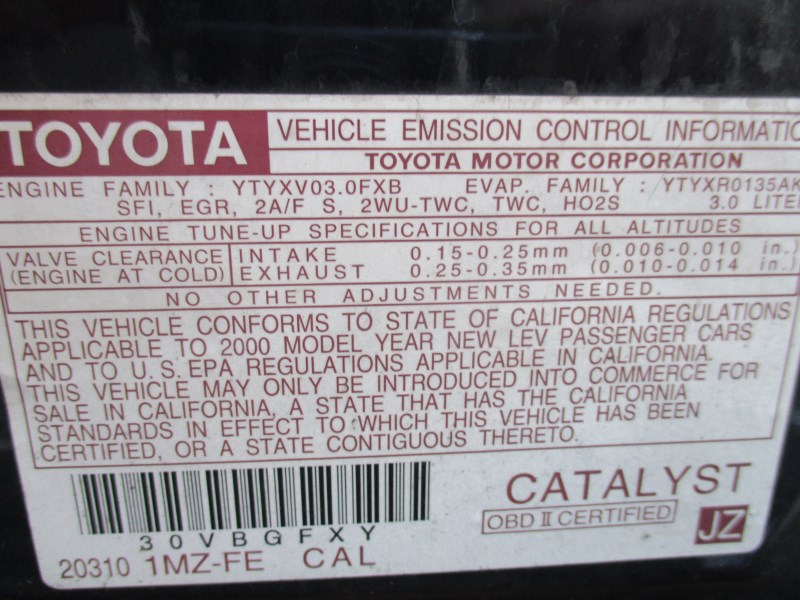 TOYOTA VEHICLE EMISSION CONTROL INFORMATIO
TOYOTA MOTOR CORPORATION
ENGINE FAMILY : YTYXV03.0FXB EVAP. FAMILY : YTYXR0135AK
SFI, EGR, 2A/F S, 2WU-TWC, TWC, HO2S 3.0 LITE
ENGINE TUNE-UP SPECIFICATIONS FOR ALL ALTITUDES
VALVE CLEARANCE INTAKE 0.15-0.25mm (0.006-0.010 in.)
(ENGINE AT COLD) EXHAUST 0.25-0.35mm (0.010-0.014 in.)
NO OTHER ADJUSTMENTS NEEDED.
THIS VEHICLE CONFORMS TO STATE OF CALIFORNIA REGULATIONS
APPLICABLE TO 2000 MODEL YEAR NEW LEV PASSENGER CARS
AND TO U.S. EPA REGULATIONS APPLICABLE IN CALIFORNIA.
THIS VEHICLE MAY ONLY BE INTRODUCED INTO COMMERCE FOR
SALE IN CALIFORNIA, A STATE THAT HAS THE CALIFORNIA
STANDARDS IN EFFECT TO WHICH THIS VEHICLE HAS BEEN
CERTIFIED, OR A STATE CONTIGUOUS THERETO.
30VBGFXY
20310 1MZ-FE CAL
CATALYST
OBD II CERTIFIED
JZ